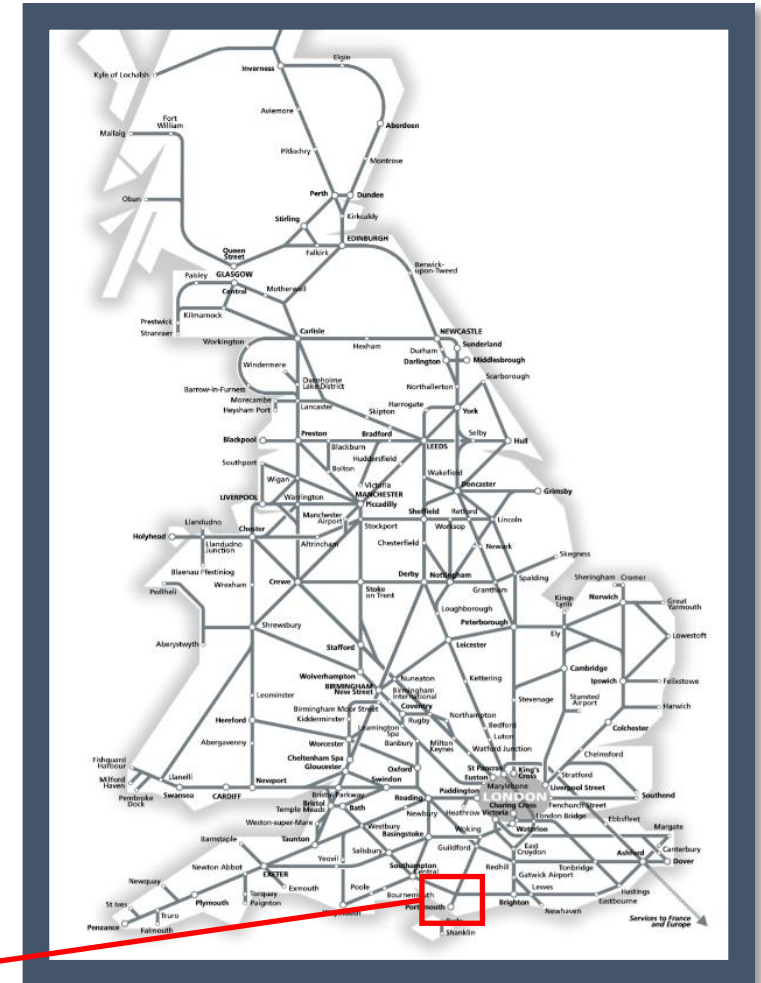 Elgin
Inverness
Kyle of Lochalsh
Aviemore
Fort
William
Mallaig
Aberdeen
Pitlochry
Montrose
Perth
Dundee
Oban
Kirkcaldy
Stirling
EDINBURGH
Queen
Street
Falkirk
Berwick-
upon-Tweed
Paisley
GLASGOW
Central
Motherwell
Prestwick
Kilmarnock
Stranraer
Carlisle
NEWCASTLE
Workington
Hexham
Durham
Sunderland
Darlington
Middlesbrough
Windermere
Oxenholme
Lake District
Scarborough
Barrow-in-Furness
Northallerton
Morecambe
Heysham Port
Lancaster
Harrogate
Skipton
York
Blackpool
Preston
Bradford
Selby
Hull
Blackburn
LEEDS
Huddersfield
Southport
Bolton
Wakefield
Wigan
Victoria
Doncaster
MANCHESTER
Piccadilly
Grimsby
LIVERPOOL
Warrington
Manchester
Airport
Sheffield
Retford
Lincoln
Llandudno
Chester
Stockport
Worksop
Holyhead
Llandudno
Junction
Altrincham
Chesterfield
Newark
Skegness
Blaenau Ffestiniog
Crewe
Derby
Nottingham
Pwllheli
Wrexham
Stoke
on Trent
Grantham
Spalding
Sheringham
Cromer
Kings
Lynn
Norwich
Great
Yarmouth
Loughborough
Shrewsbury
Peterborough
Ely
Lowestoft
Aberystwyth
Stafford
Leicester
Wolverhampton
Nuneaton
Kettering
Cambridge
BIRMINGHAM
New Street
Birmingham
International
Ipswich
Felixstowe
Leominster
Birmingham Moor Street
Coventry
Stevenage
Stansted
Airport
Harwich
Kidderminster
Rugby
Northampton
Hereford
Leamington
Spa
Bedford
Colchester
Worcester
Banbury
Milton
Keynes
Luton
Abergavenny
Watford Junction
Chelmsford
Cheltenham Spa
Gloucester
Oxford
St Pancras
King's
Cross
Fishguard
Harbour
Euston
Stratford
Milford
Haven
Llanelli
Newport
Swindon
Paddington
Marylebone
Liverpool Street
Pembroke
Dock
Swansea
CARDIFF
Bristol Parkway
Reading
LONDON
Southend
Bristol
Temple Meads
Bath
Newbury
Heathrow
Victoria
Charing Cross
Fenchurch Street
Weston-super-Mare
London Bridge
Ebbsfleet
Westbury
Basingstoke
Woking
Waterloo
Margate
Barnstaple
Taunton
Guildford
East
Croydon
Canterbury
Salisbury
Redhill
Tonbridge
Ashford
Dover
Newton Abbot
Yeovil
Southampton
Central
Gatwick Airport
EXETER
Newquay
Exmouth
Poole
Lewes
Hastings
Torquay
Paignton
Bournemouth
Eastbourne
St Ives
Plymouth
Portsmouth
Brighton
Newhaven
Truro
Penzance
Falmouth
Shanklin
Services to France
and Europe